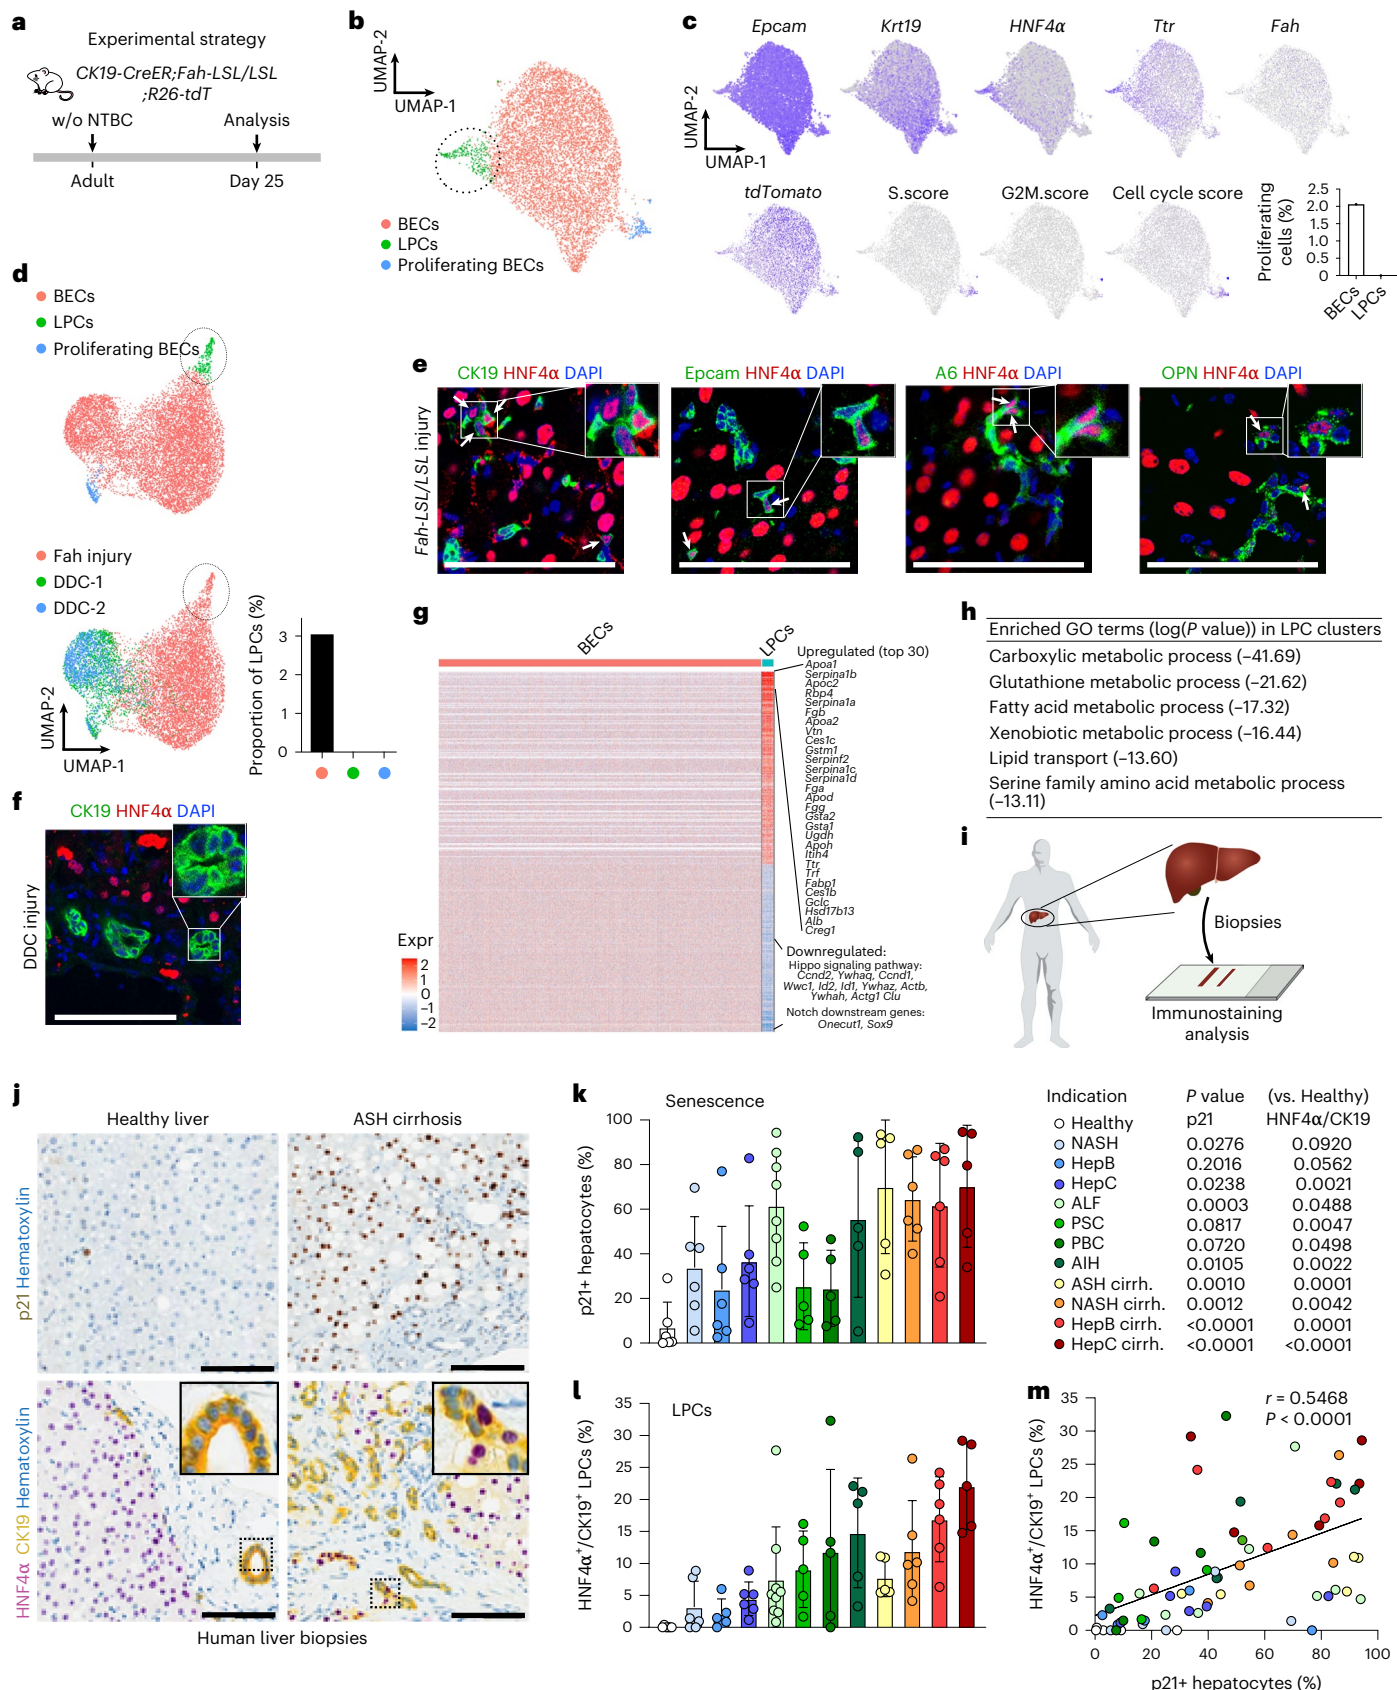 a
Experimental strategy
CK19-CreER;Fah-LSL/LSL
;R26-tdT
w/o NTBC
Analysis
Adult
Day 25
b
UMAP-2
UMAP-1
BECs
LPCs
Proliferating BECs
c
Epcam
Krt19
HNF4α
Ttr
Fah
UMAP-2
UMAP-1
tdTomato
S.score
G2M.score
Cell cycle score
Proliferating
cells (%)
2.5
2.0
1.5
1.0
0.5
0
BECs
LPCs
d
BECs
LPCs
Proliferating BECs
Fah injury
DDC-1
DDC-2
UMAP-2
UMAP-1
Proportion of LPCs (%)
3
2
1
0
e
CK19 HNF4α DAPI
Epcam HNF4α DAPI
A6 HNF4α DAPI
OPN HNF4α DAPI
Fah-LSL/LSL injury
f
CK19 HNF4α DAPI
DDC injury
g
BECs
LPCs
Upregulated (top 30)
Apoa1
Serpina1b
Apoc2
Rbp4
Serpina1a
Fgb
Apoa2
Vtn
Ces1c
Gstm1
Serpinf2
Serpina1c
Serpina1d
Fga
Apod
Fgg
Gsta2
Gsta1
Ugdh
Apoh
Itih4
Ttr
Trf
Fabp1
Ces1b
Gclc
Hsd17b13
Alb
Creg1
Downregulated:
Hippo signaling pathway:
Ccnd2, Ywhaq, Ccnd1,
Wwc1, Id2, Id1, Ywhaz, Actb,
Ywhah, Actg1 Clu
Notch downstream genes:
Onecut1, Sox9
Expr
2
1
0
−1
−2
h
Enriched GO terms (log(P value)) in LPC clusters
Carboxylic metabolic process (−41.69)
Glutathione metabolic process (−21.62)
Fatty acid metabolic process (−17.32)
Xenobiotic metabolic process (−16.44)
Lipid transport (−13.60)
Serine family amino acid metabolic process
(−13.11)
i
Biopsies
Immunostaining
analysis
j
Healthy liver
ASH cirrhosis
p21 Hematoxylin
HNF4α CK19 Hematoxylin
Human liver biopsies
k
Senescence
p21+ hepatocytes (%)
100
80
60
40
20
0
Indication P value (vs. Healthy)
p21 HNF4α/CK19
Healthy
NASH 0.0276 0.0920
HepB 0.2016 0.0562
HepC 0.0238 0.0021
ALF 0.0003 0.0488
PSC 0.0817 0.0047
PBC 0.0720 0.0498
AIH 0.0105 0.0022
ASH cirrh. 0.0010 0.0001
NASH cirrh. 0.0012 0.0042
HepB cirrh. <0.0001 0.0001
HepC cirrh. <0.0001 <0.0001
l
LPCs
HNF4α+/CK19+ LPCs (%)
35
30
25
20
15
10
5
0
m
r = 0.5468
P < 0.0001
HNF4α+/CK19+ LPCs (%)
35
30
25
20
15
10
5
0
0 20 40 60 80 100
p21+ hepatocytes (%)